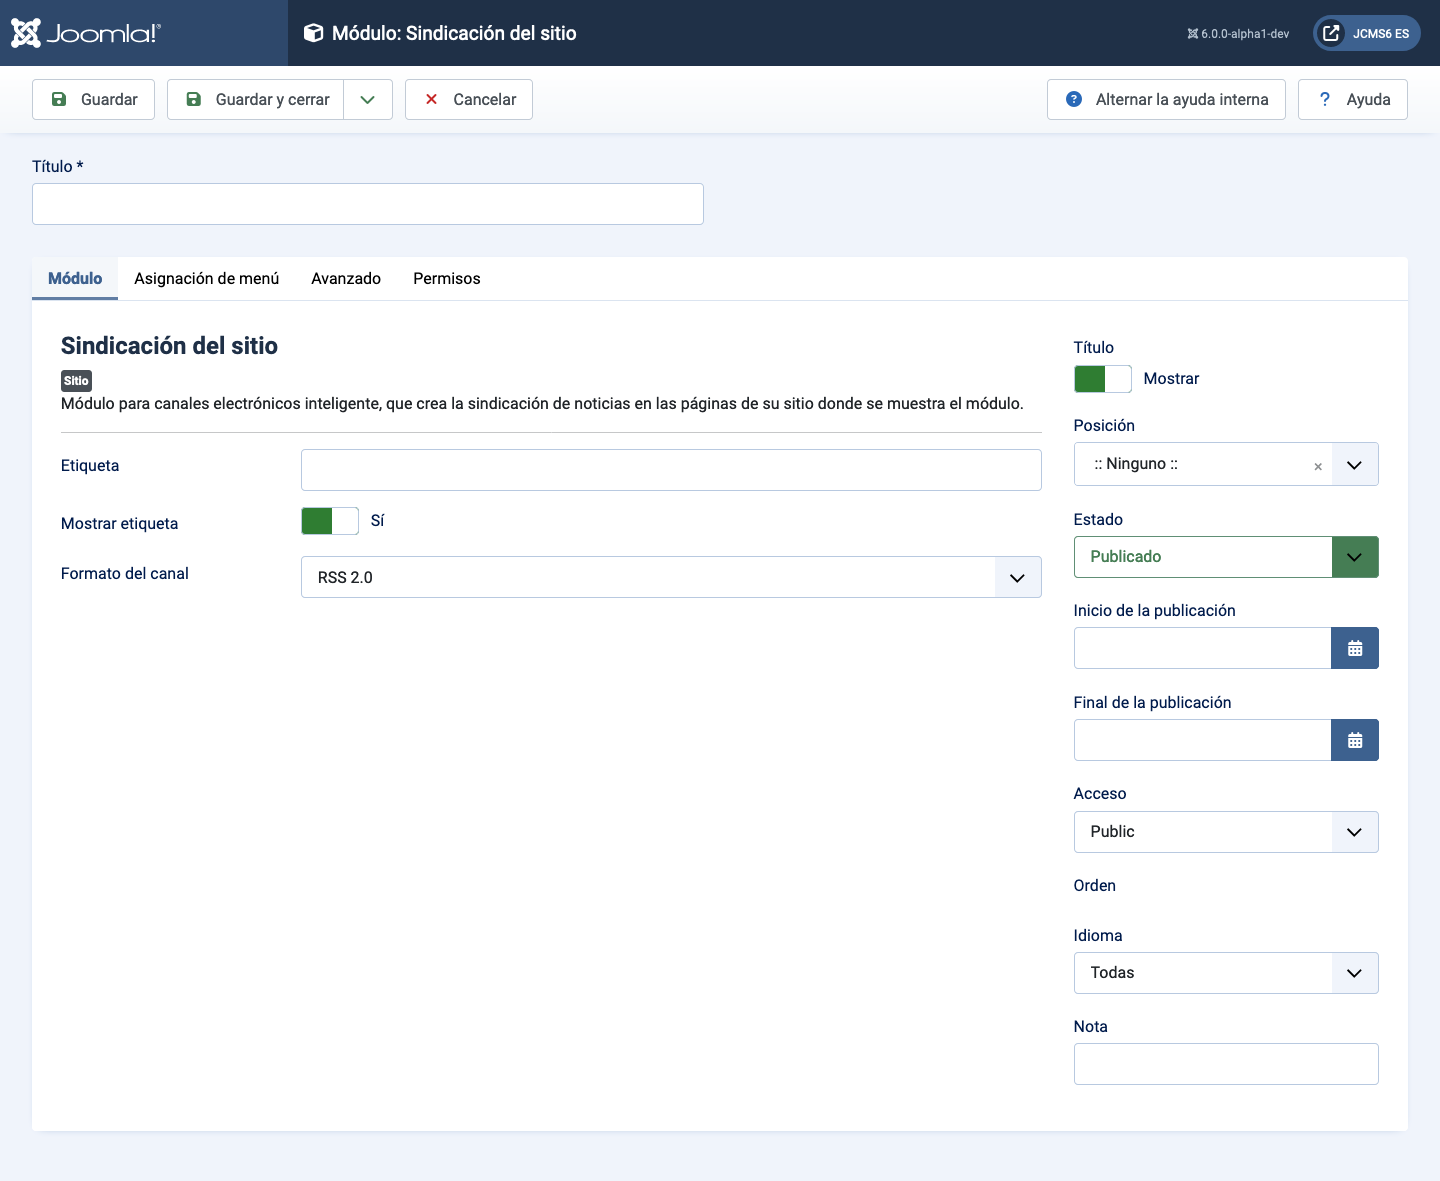 Joomla!®
Módulo: Sindicación del sitio
6.0.0-alpha1-dev
JCMS6 ES
Guardar
Guardar y cerrar
Cancelar
Alternar la ayuda interna
Ayuda
Título *
Módulo
Asignación de menú
Avanzado
Permisos
Sindicación del sitio
Sitio
Módulo para canales electrónicos inteligente, que crea la sindicación de noticias en las páginas de su sitio donde se muestra el módulo.
Etiqueta
Mostrar etiqueta
Sí
Formato del canal
RSS 2.0
Título
Mostrar
Posición
:: Ninguno ::
Estado
Publicado
Inicio de la publicación
Final de la publicación
Acceso
Public
Orden
Idioma
Todas
Nota